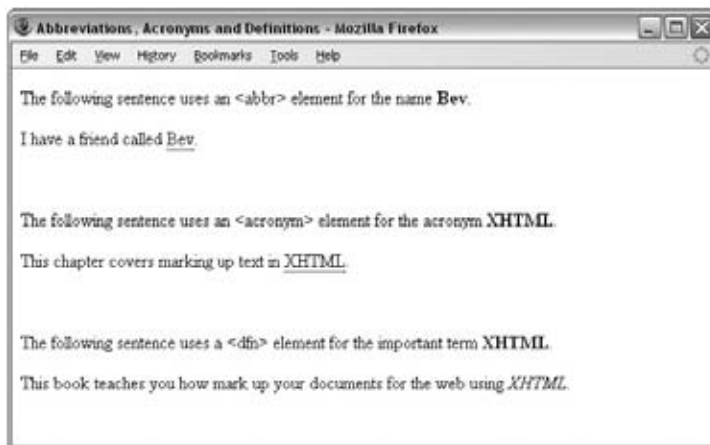 Abbreviations, Acronyms and Definitions - Mozilla Firefox
File Edit View History Bookmarks Tools Help
The following sentence uses an <abbr> element for the name Bev.
I have a friend called Bev.
The following sentence uses an <acronym> element for the acronym XHTML.
This chapter covers marking up text in XHTML.
The following sentence uses a <dfn> element for the important term XHTML.
This book teaches you how mark up your documents for the web using XHTML.